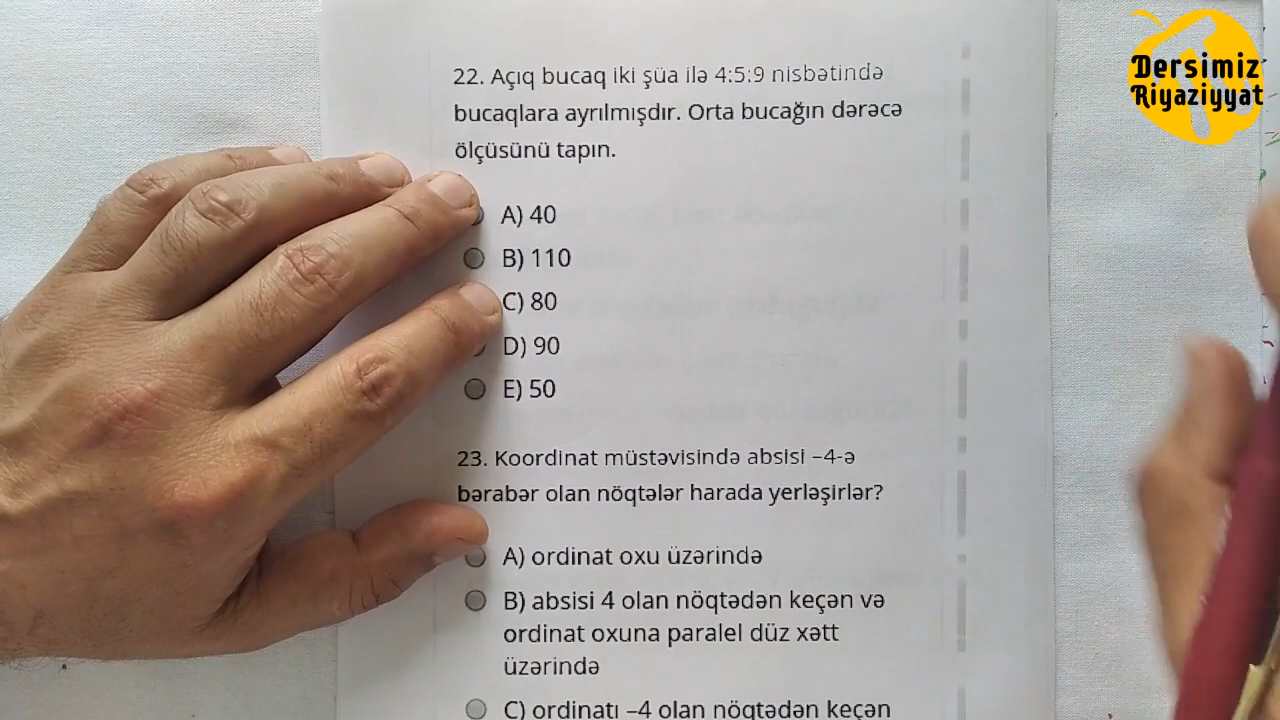 Dersimiz
Riyaziyyat
22. Açıq bucaq iki şüa ilə 4:5:9 nisbətində
bucaqlara ayrılmışdır. Orta bucağın dərəcə
ölçüsünü tapın.
A) 40
B) 110
C) 80
D) 90
E) 50
23. Koordinat müstəvisində absisi –4-ə
bərabər olan nöqtələr harada yerləşirlər?
A) ordinat oxu üzərində
B) absisi 4 olan nöqtədən keçən və
ordinat oxuna paralel düz xətt
üzərində
C) ordinatı –4 olan nöqtədən keçən